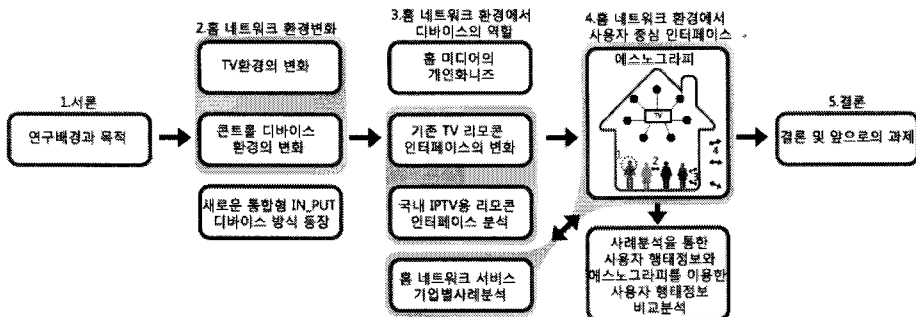 1.서론
연구배경과 목적
2.홈 네트워크 환경변화
TV환경의 변화
콘트롤 디바이스
환경의 변화
새로운 통합형 IN_PUT
디바이스 방식 등장
3.홈 네트워크 환경에서
디바이스의 역할
홈 미디어의
개인화니즈
기존 TV 리모콘
인터페이스의 변화
국내 IPTV용 리모콘
인터페이스 분석
홈 네트워크 서비스
기업별사례분석
4.홈 네트워크 환경에서
사용자 중심 인터페이스
에스노그라피
TV
1
2
3
4
사례분석을 통한
사용자 행태정보와
에스노그라피를 이용한
사용자 행태정보
비교분석
5.결론
결론 및 앞으로의 과제